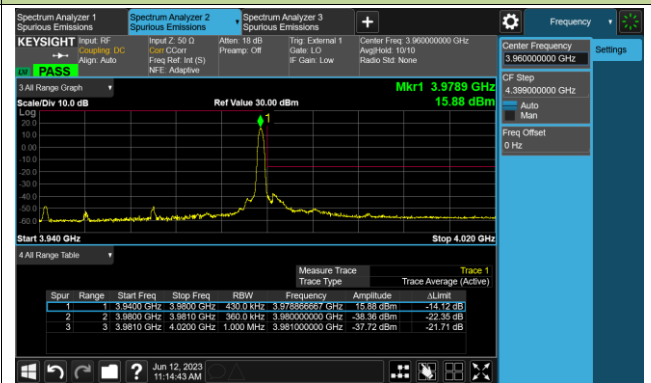 Spectrum Analyzer 1
Spurious Emissions
Spectrum Analyzer 2
Spurious Emissions
Spectrum Analyzer 3
Spurious Emissions
Frequency
KEYSIGHT
Input: RF
Coupling: DC
Align: Auto
Input Z: 50 Ω
Corr CCorr
Freq Ref: Int (S)
NFE: Adaptive
Atten: 18 dB
Preamp: Off
Trig: External 1
Gate: LO
IF Gain: Low
Center Freq: 3.960000000 GHz
Avg|Hold: 10/10
Radio Std: None
PASS
Center Frequency
3.960000000 GHz
Settings
CF Step
4.399000000 GHz
Auto
Man
Freq Offset
0 Hz
3 All Range Graph
Mkr1 3.9789 GHz
15.88 dBm
Scale/Div 10.0 dB
Ref Value 30.00 dBm
Log
20.0
10.0
0.00
-10.0
-20.0
-30.0
-40.0
-50.0
-60.0
1
Start 3.940 GHz
Stop 4.020 GHz
4 All Range Table
Measure Trace Trace 1
Trace Type Trace Average (Active)
Spur Range Start Freq Stop Freq RBW Frequency Amplitude ΔLimit
1 1 3.9400 GHz 3.9800 GHz 430.0 kHz 3.978866667 GHz 15.88 dBm -14.12 dB
2 2 3.9800 GHz 3.9810 GHz 360.0 kHz 3.980000000 GHz -38.36 dBm -22.35 dB
3 3 3.9810 GHz 4.0200 GHz 1.000 MHz 3.981000000 GHz -37.72 dBm -21.71 dB
Jun 12, 2023
11:14:43 AM